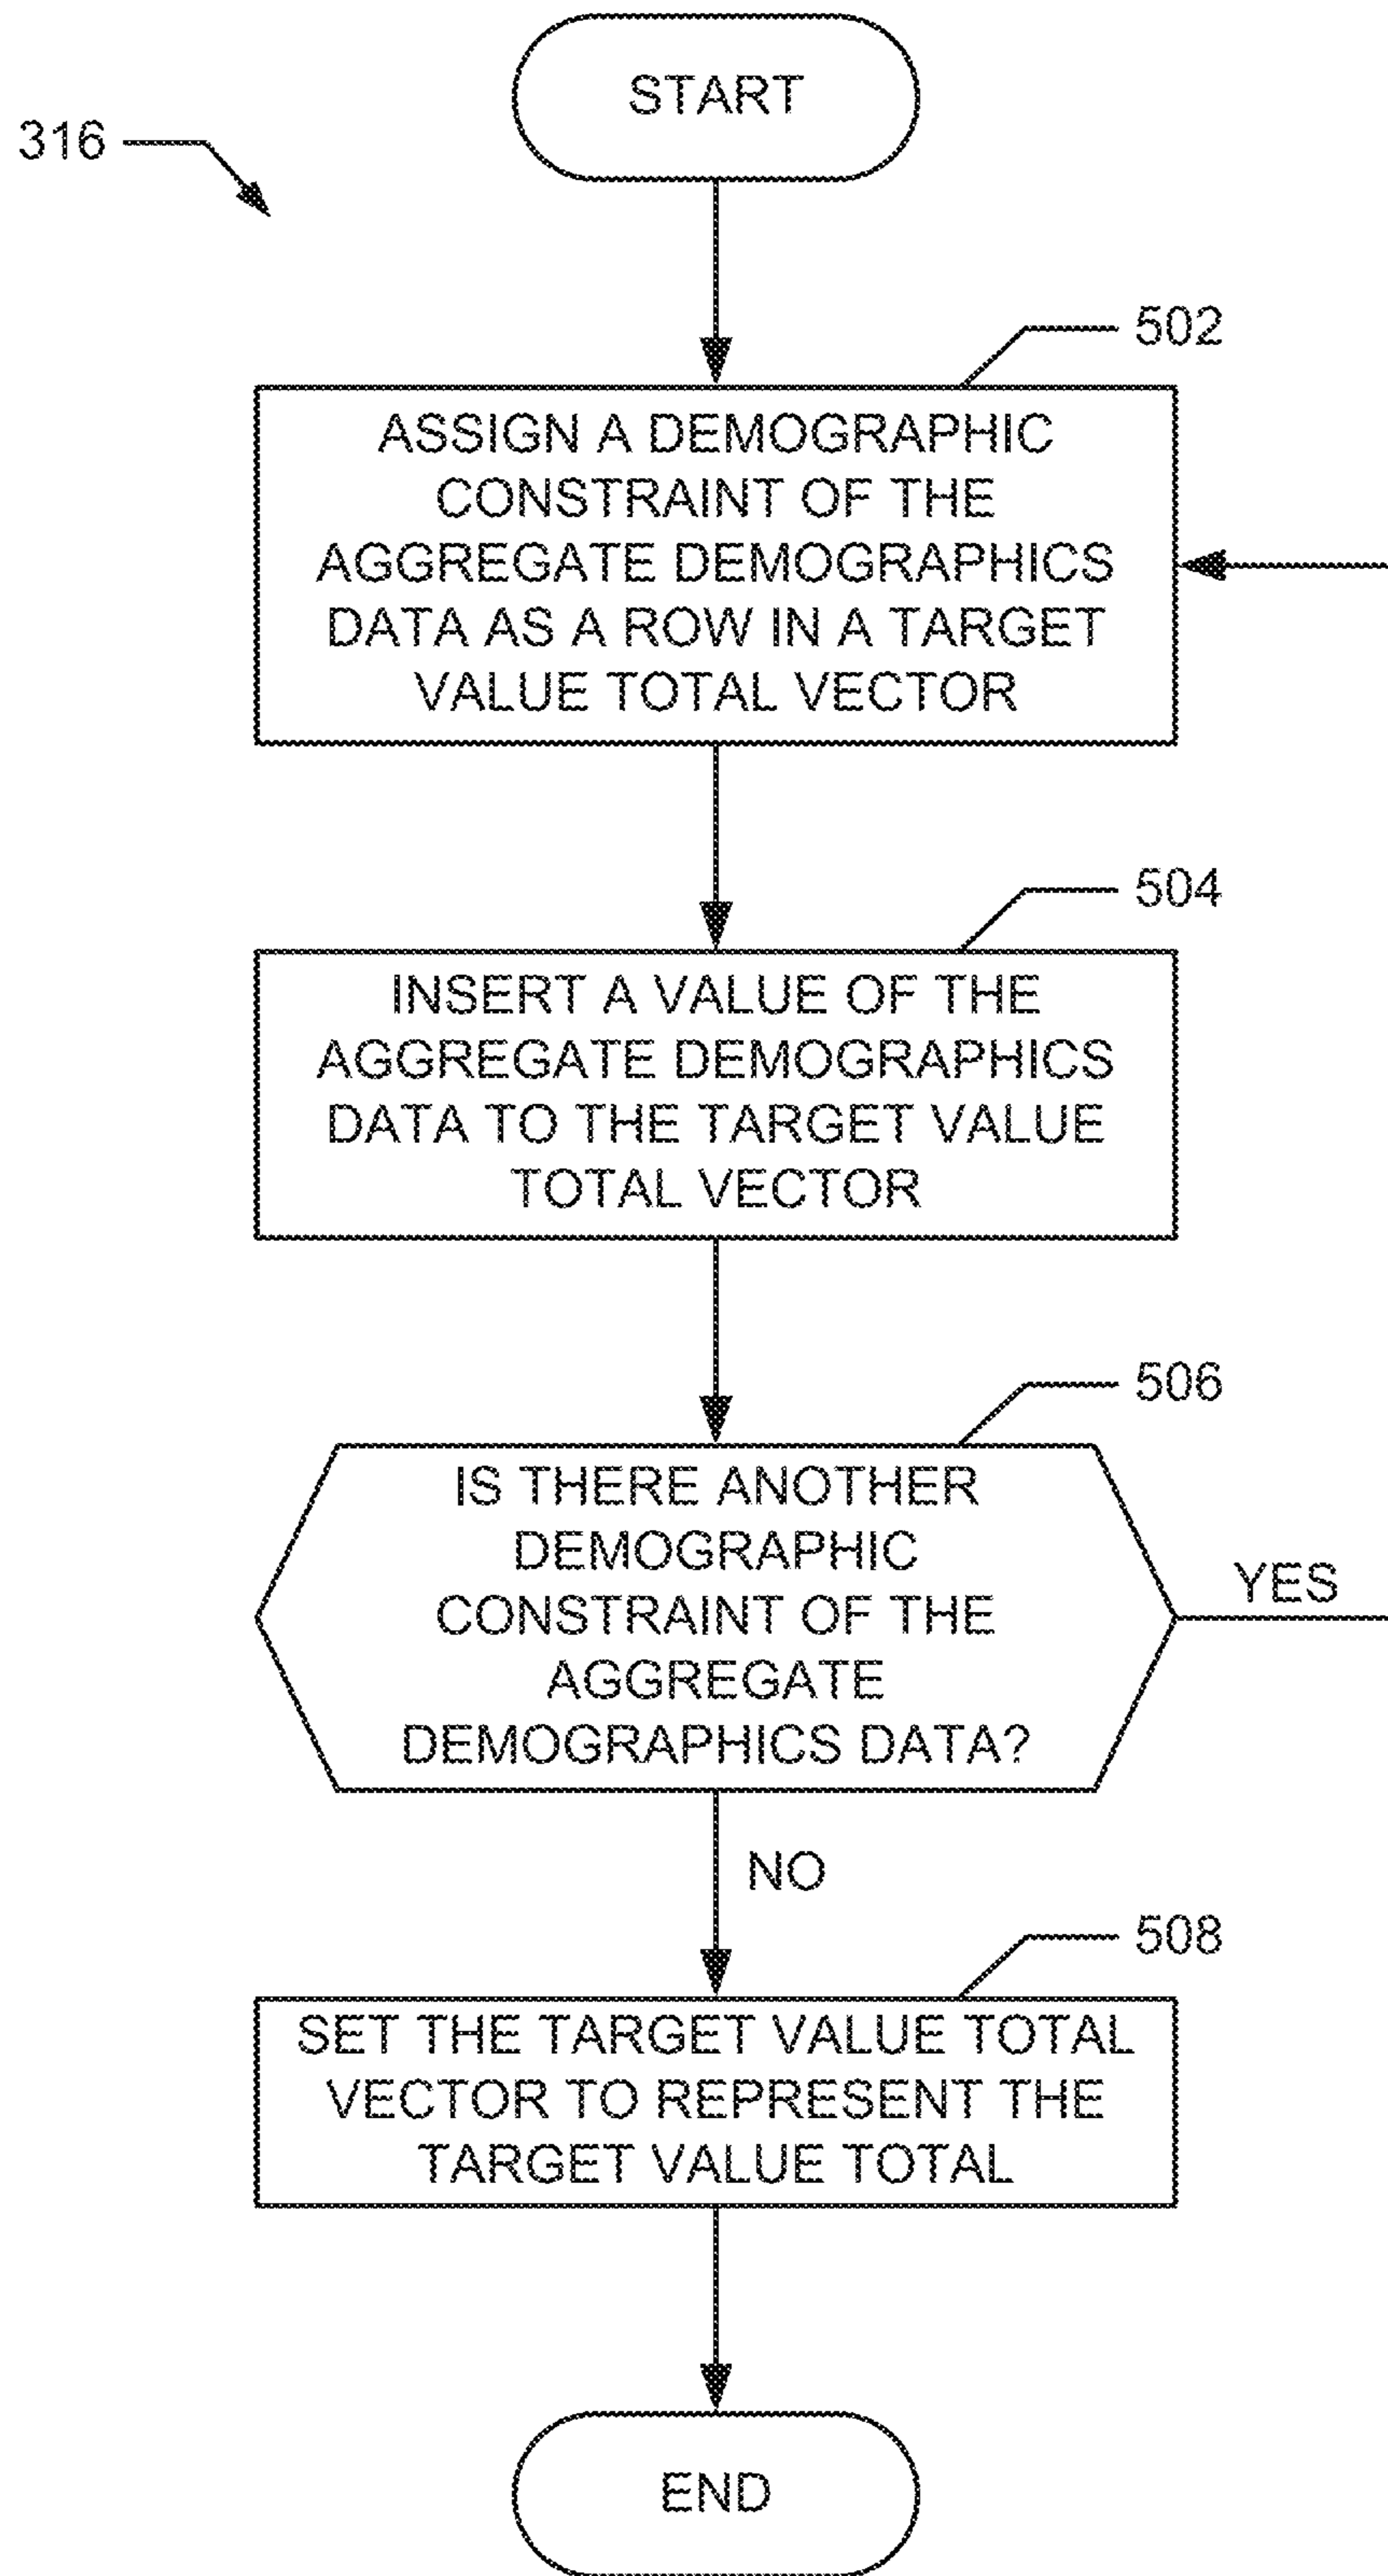 START
316
502
ASSIGN A DEMOGRAPHIC
CONSTRAINT OF THE
AGGREGATE DEMOGRAPHICS
DATA AS A ROW IN A TARGET
VALUE TOTAL VECTOR
504
INSERT A VALUE OF THE
AGGREGATE DEMOGRAPHICS
DATA TO THE TARGET VALUE
TOTAL VECTOR
506
IS THERE ANOTHER
DEMOGRAPHIC
CONSTRAINT OF THE
AGGREGATE
DEMOGRAPHICS DATA?
YES
NO
508
SET THE TARGET VALUE TOTAL
VECTOR TO REPRESENT THE
TARGET VALUE TOTAL
END